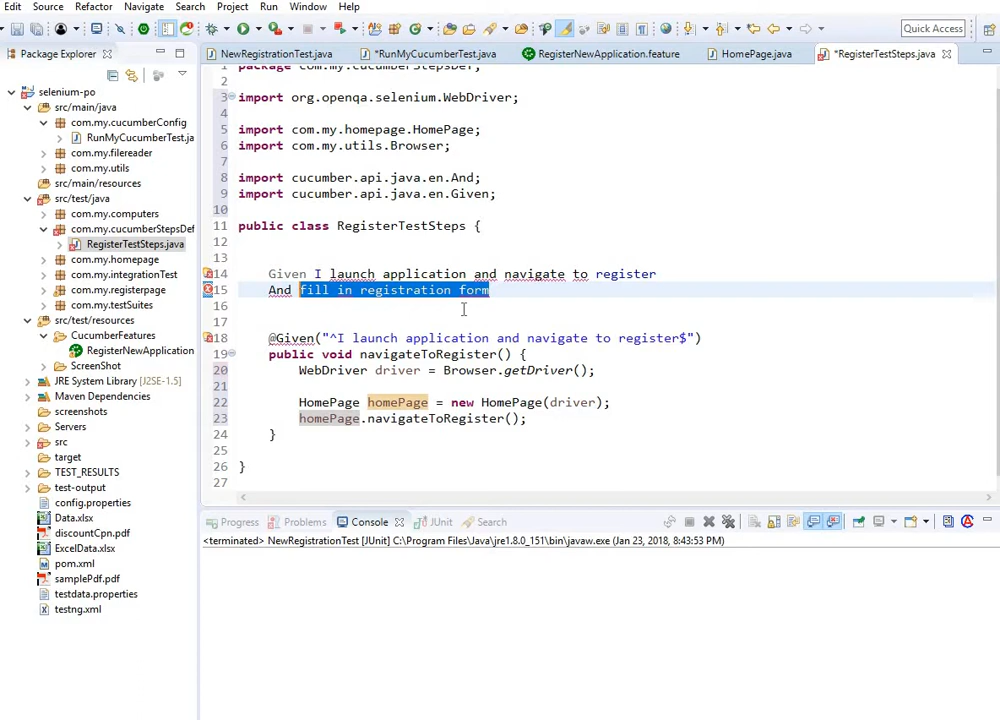 Edit Source Refactor Navigate Search Project Run Window Help
Quick Access
Package Explorer
NewRegistrationTest.java *RunMyCucumberTest.java RegisterNewApplication.feature HomePage.java *RegisterTestSteps.java
selenium-po
src/main/java
com.my.cucumberConfig
RunMyCucumberTest.ja
com.my.filereader
com.my.utils
src/main/resources
src/test/java
com.my.computers
com.my.cucumberStepsDef
RegisterTestSteps.java
com.my.homepage
com.my.integrationTest
com.my.registerpage
com.my.testSuites
src/test/resources
CucumberFeatures
RegisterNewApplication
ScreenShot
JRE System Library [J2SE-1.5]
Maven Dependencies
screenshots
Servers
src
target
TEST_RESULTS
test-output
config.properties
Data.xlsx
discountCpn.pdf
ExcelData.xlsx
pom.xml
samplePdf.pdf
testdata.properties
testng.xml
1 package com.my.cucumberStepsDef;
2
3 import org.openqa.selenium.WebDriver;
4
5 import com.my.homepage.HomePage;
6 import com.my.utils.Browser;
7
8 import cucumber.api.java.en.And;
9 import cucumber.api.java.en.Given;
10
11 public class RegisterTestSteps {
12
13
14 Given I launch application and navigate to register
15 And fill in registration form
16
17
18 @Given("^I launch application and navigate to register$")
19 public void navigateToRegister() {
20 WebDriver driver = Browser.getDriver();
21
22 HomePage homePage = new HomePage(driver);
23 homePage.navigateToRegister();
24 }
25
26 }
27
Progress Problems Console JUnit Search
<terminated> NewRegistrationTest [JUnit] C:\Program Files\Java\jre1.8.0_151\bin\javaw.exe (Jan 23, 2018, 8:43:53 PM)